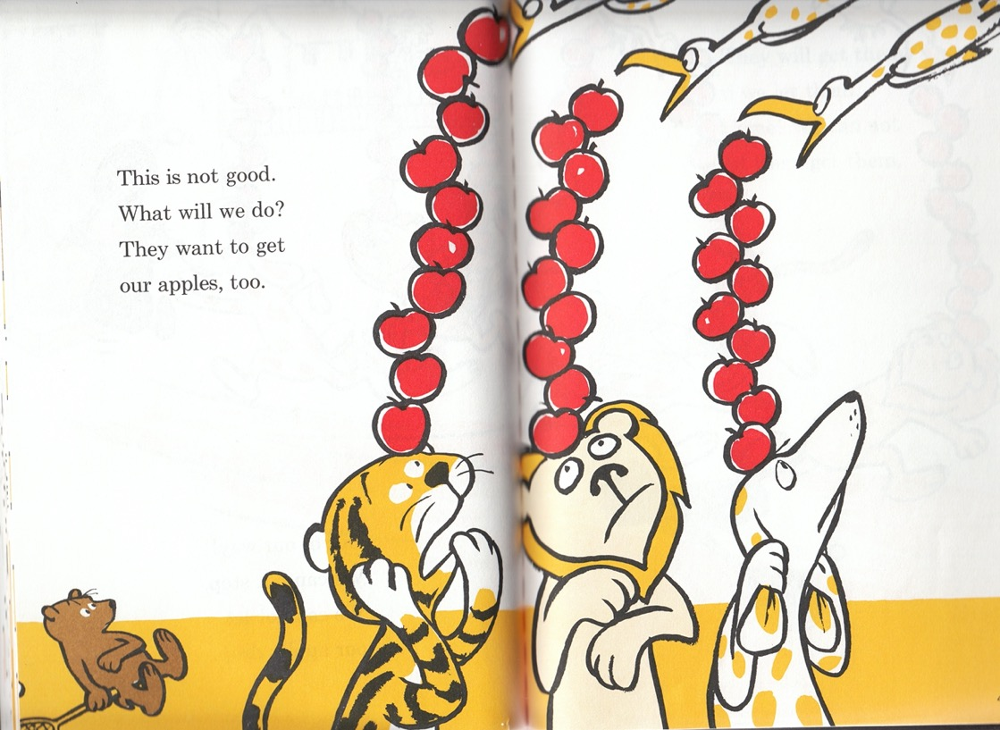 This is not good.
What will we do?
They want to get
our apples, too.